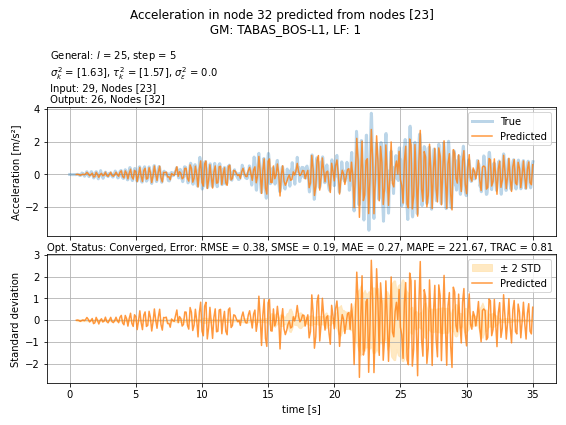 Acceleration in node 32 predicted from nodes [23]
GM: TABAS_BOS-L1, LF: 1
General: l = 25, step = 5
σ²ₖ = [1.63], τ²ₖ = [1.57], σ²ε = 0.0
Input: 29, Nodes [23]
Output: 26, Nodes [32]
4
2
0
−2
Acceleration [m/s²]
True
Predicted
Opt. Status: Converged, Error: RMSE = 0.38, SMSE = 0.19, MAE = 0.27, MAPE = 221.67, TRAC = 0.81
3
2
1
0
−1
−2
Standard deviation
± 2 STD
Predicted
0 5 10 15 20 25 30 35
time [s]